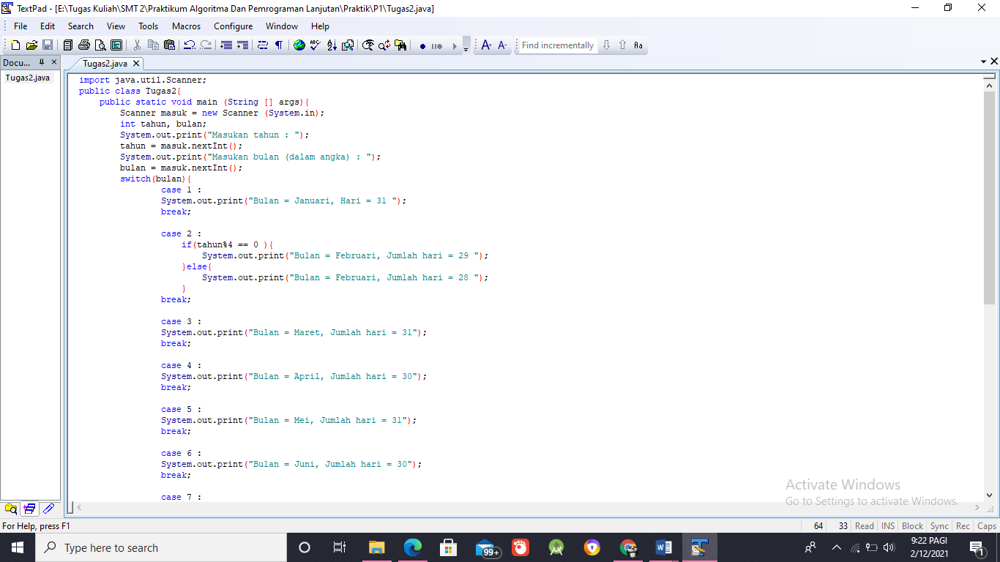 TextPad - [E:\Tugas Kuliah\SMT 2\Praktikum Algoritma Dan Pemrograman Lanjutan\Praktik\P1\Tugas2.java]
File Edit Search View Tools Macros Configure Window Help
Find incrementally Aa
Docu... Tugas2.java
Tugas2.java
import java.util.Scanner;
public class Tugas2{
public static void main (String [] args){
Scanner masuk = new Scanner (System.in);
int tahun, bulan;
System.out.print("Masukan tahun : ");
tahun = masuk.nextInt();
System.out.print("Masukan bulan (dalam angka) : ");
bulan = masuk.nextInt();
switch(bulan){
case 1 :
System.out.print("Bulan = Januari, Hari = 31 ");
break;
case 2 :
if(tahun%4 == 0 ){
System.out.print("Bulan = Februari, Jumlah hari = 29 ");
}else{
System.out.print("Bulan = Februari, Jumlah hari = 28 ");
}
break;
case 3 :
System.out.print("Bulan = Maret, Jumlah hari = 31");
break;
case 4 :
System.out.print("Bulan = April, Jumlah hari = 30");
break;
case 5 :
System.out.print("Bulan = Mei, Jumlah hari = 31");
break;
case 6 :
System.out.print("Bulan = Juni, Jumlah hari = 30");
break;
case 7 :
Activate Windows
Go to Settings to activate Windows.
For Help, press F1 64 33 Read INS Block Sync Rec Caps
Type here to search 99+ 9:22 PAGI
2/12/2021 1